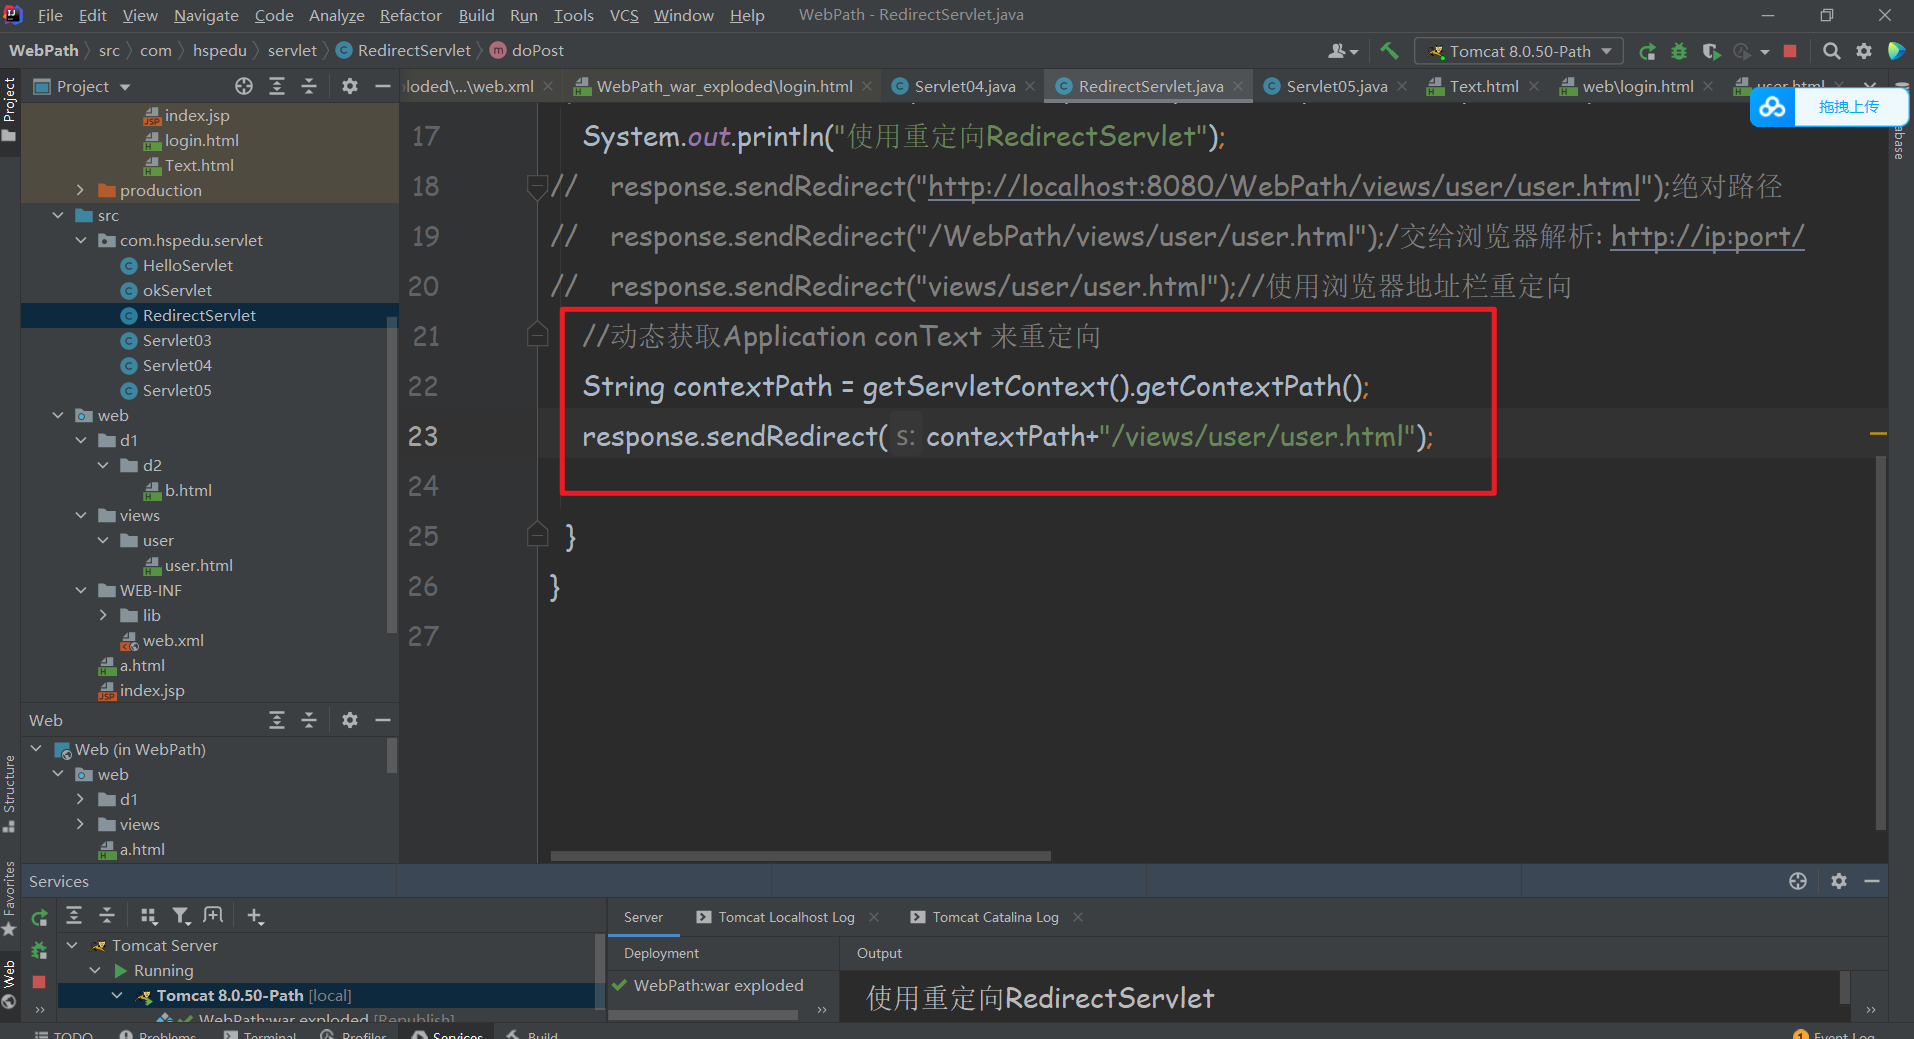 File Edit View Navigate Code Analyze Refactor Build Run Tools VCS Window Help WebPath - RedirectServlet.java
WebPath src com hspedu servlet RedirectServlet doPost
Tomcat 8.0.50-Path
Project
loded\...\web.xml WebPath_war_exploded\login.html Servlet04.java RedirectServlet.java Servlet05.java Text.html web\login.html user.html
拖拽上传
Project
index.jsp
login.html
Text.html
production
src
com.hspedu.servlet
HelloServlet
okServlet
RedirectServlet
Servlet03
Servlet04
Servlet05
web
d1
d2
b.html
views
user
user.html
WEB-INF
lib
web.xml
a.html
index.jsp
17 System.out.println("使用重定向RedirectServlet");
18 // response.sendRedirect("http://localhost:8080/WebPath/views/user/user.html");绝对路径
19 // response.sendRedirect("/WebPath/views/user/user.html");/交给浏览器解析: http://ip:port/
20 // response.sendRedirect("views/user/user.html");//使用浏览器地址栏重定向
21 //动态获取Application conText 来重定向
22 String contextPath = getServletContext().getContextPath();
23 response.sendRedirect( s: contextPath+"/views/user/user.html");
24
25 }
26 }
27
Web
Web (in WebPath)
web
d1
views
a.html
Structure
Favorites
Web
Services
Server Tomcat Localhost Log Tomcat Catalina Log
Tomcat Server
Running
Tomcat 8.0.50-Path [local]
WebPath:war exploded [Republish]
Deployment
WebPath:war exploded
Output
使用重定向RedirectServlet
TODO Problems Terminal Profiler Services Build
1 Event Log